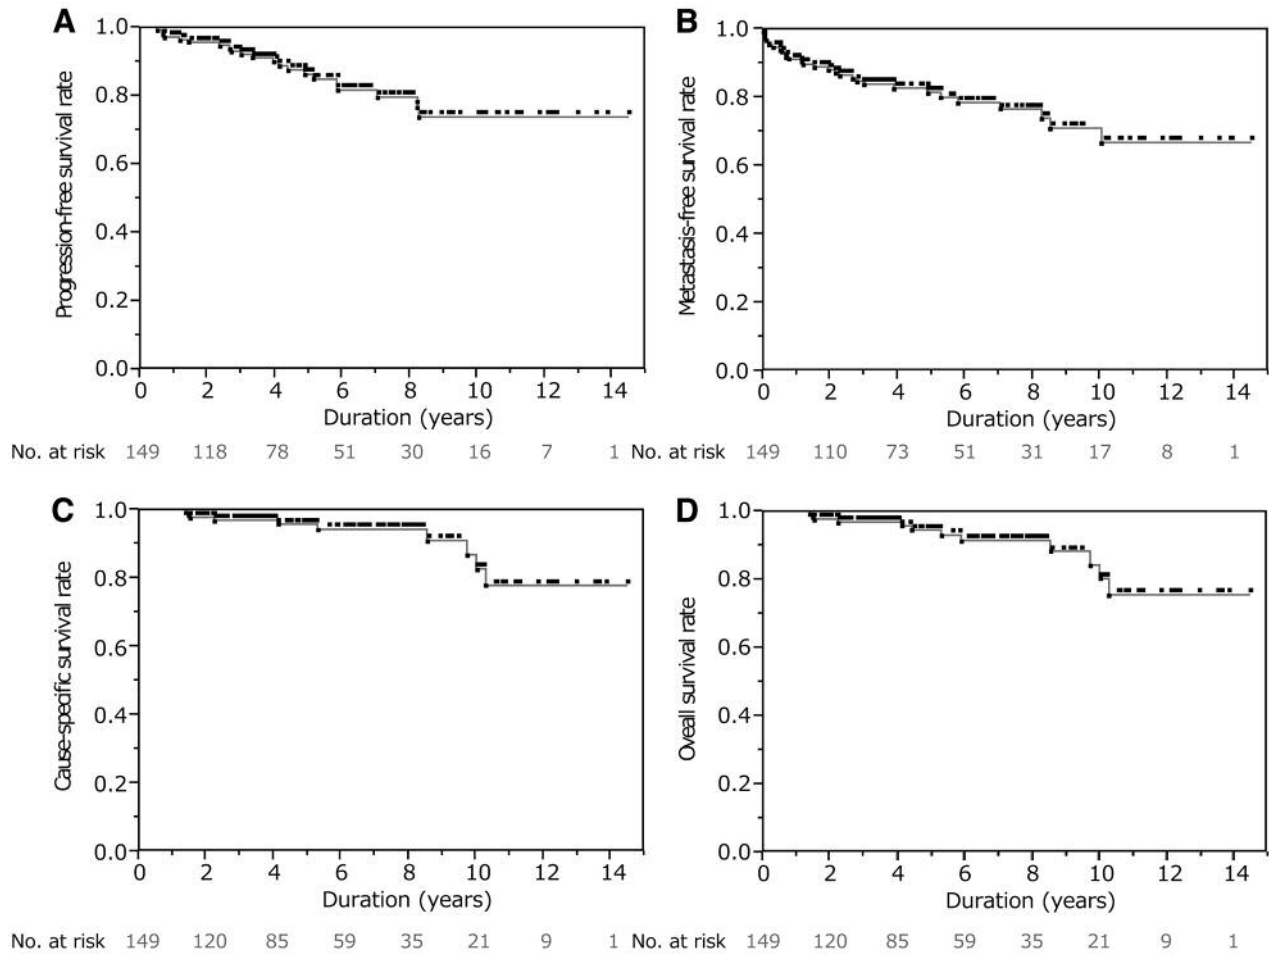 A
Progression-free survival rate
1.0
0.8
0.6
0.4
0.2
0.0
0 2 4 6 8 10 12 14
Duration (years)
No. at risk 149 118 78 51 30 16 7 1
B
Metastasis-free survival rate
1.0
0.8
0.6
0.4
0.2
0.0
0 2 4 6 8 10 12 14
Duration (years)
No. at risk 149 110 73 51 31 17 8 1
C
Cause-specific survival rate
1.0
0.8
0.6
0.4
0.2
0.0
0 2 4 6 8 10 12 14
Duration (years)
No. at risk 149 120 85 59 35 21 9 1
D
Oveall survival rate
1.0
0.8
0.6
0.4
0.2
0.0
0 2 4 6 8 10 12 14
Duration (years)
No. at risk 149 120 85 59 35 21 9 1